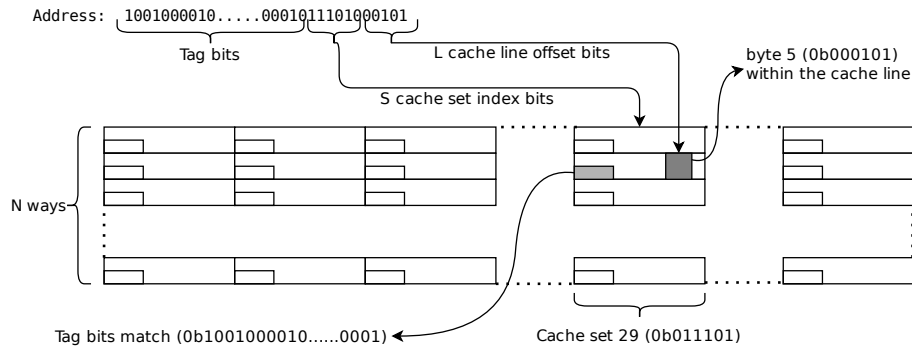 Address: 1001000010.....0001011101000101
Tag bits
L cache line offset bits
byte 5 (0b000101)
within the cache line
S cache set index bits
N ways
Tag bits match (0b1001000010......0001)
Cache set 29 (0b011101)